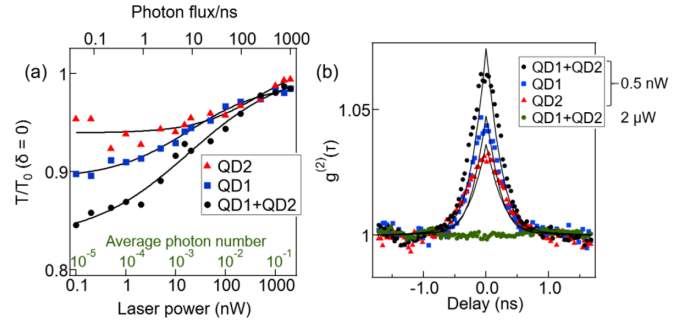 Photon flux/ns
0.1
1
10
100
1000
(a)
1
0.9
0.8
T/T0 (δ = 0)
QD2
QD1
QD1+QD2
Average photon number
10^-5
10^-4
10^-3
10^-2
10^-1
0.1
1
10
100
1000
Laser power (nW)
(b)
QD1+QD2
QD1
QD2
QD1+QD2
0.5 nW
2 µW
1.05
1
g^(2)(τ)
-1.0
0.0
1.0
Delay (ns)